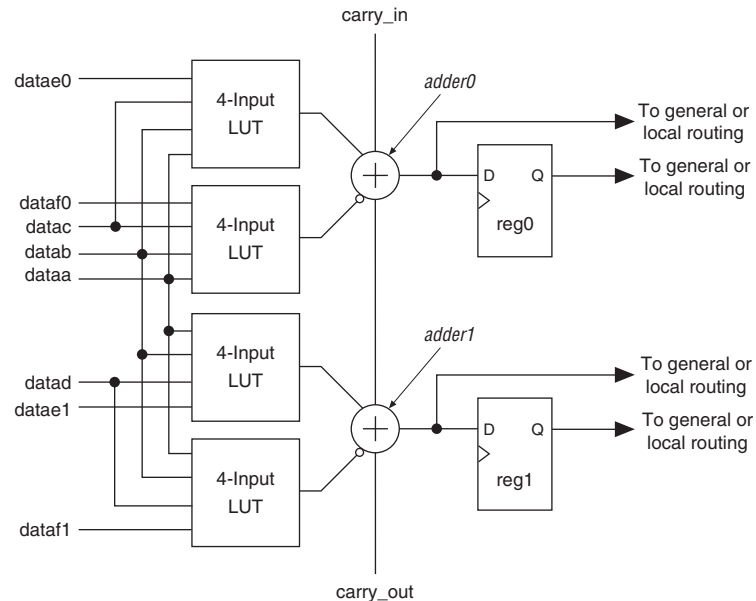 carry_in
adder0
datae0
4-Input
LUT
To general or
local routing
To general or
local routing
D
Q
reg0
dataf0
datac
datab
dataa
4-Input
LUT
adder1
4-Input
LUT
datad
datae1
To general or
local routing
To general or
local routing
D
Q
reg1
4-Input
LUT
dataf1
carry_out